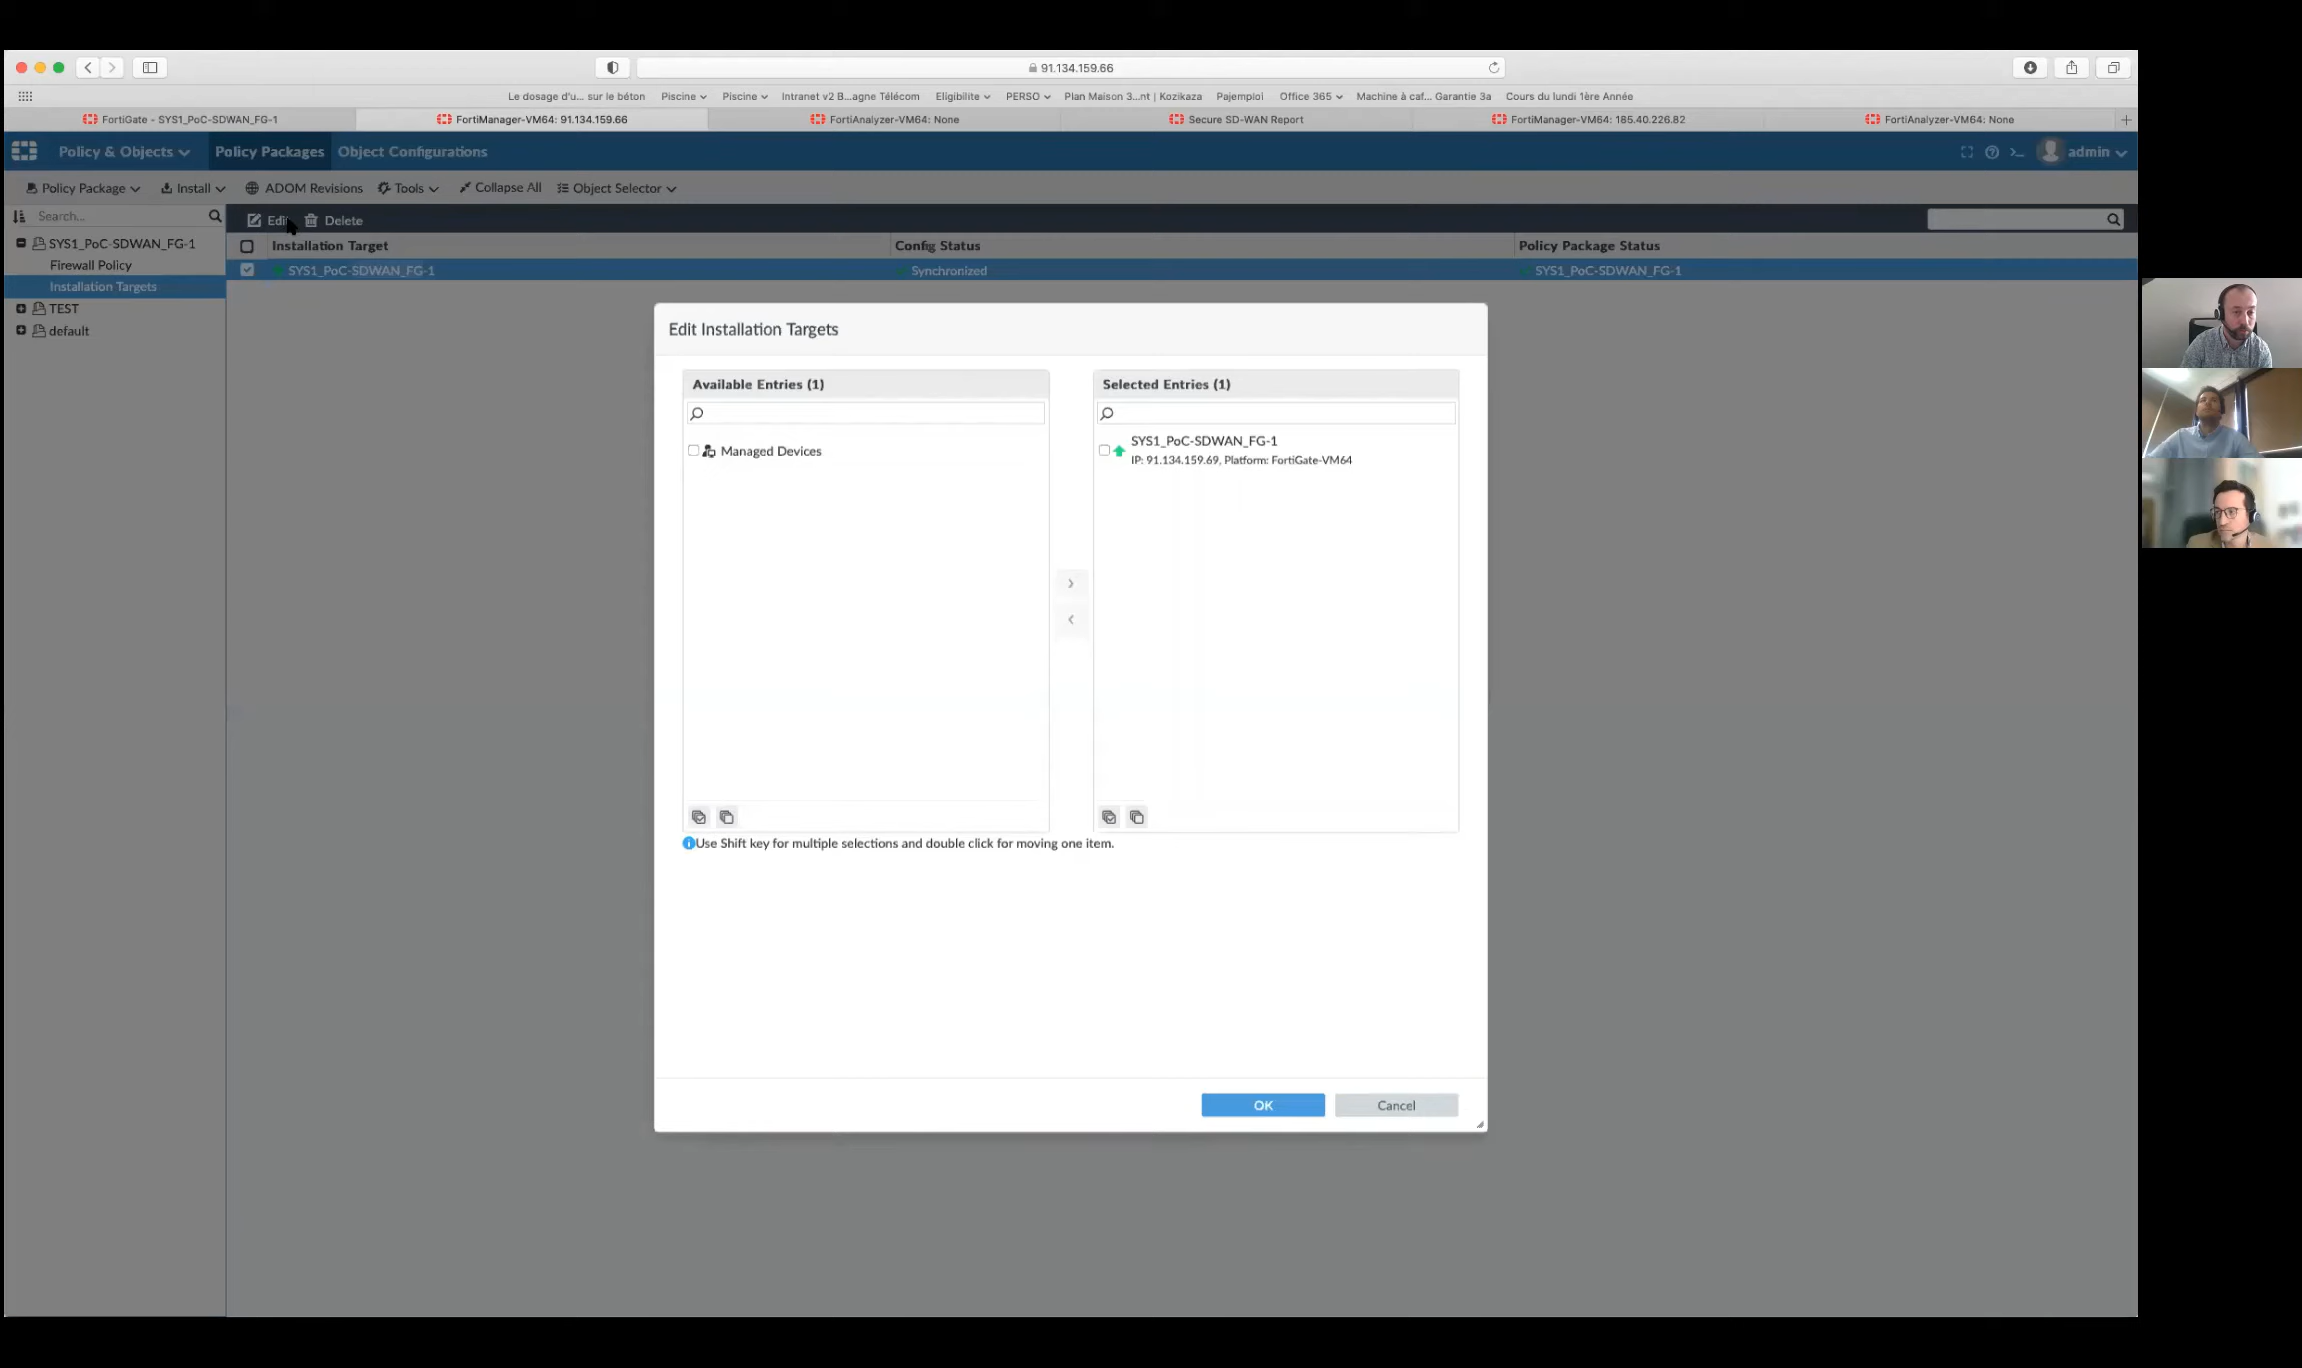 91.134.159.66
Le dosage d'u... sur le béton Piscine Piscine Intranet v2 B...agne Télécom Eligibilite PERSO Plan Maison 3...nt | Kozikaza Pajemploi Office 365 Machine à caf... Garantie 3a Cours du lundi 1ère Année
FortiGate - SYS1_PoC-SDWAN_FG-1 FortiManager-VM64: 91.134.159.66 FortiAnalyzer-VM64: None Secure SD-WAN Report FortiManager-VM64: 185.40.226.82 FortiAnalyzer-VM64: None
Policy & Objects Policy Packages Object Configurations admin
Policy Package Install ADOM Revisions Tools Collapse All Object Selector
Search...
Edit Delete
SYS1_PoC-SDWAN_FG-1
Firewall Policy
Installation Targets
TEST
default
Installation Target Config Status Policy Package Status
SYS1_PoC-SDWAN_FG-1 Synchronized SYS1_PoC-SDWAN_FG-1
Edit Installation Targets
Available Entries (1)
Managed Devices
Selected Entries (1)
SYS1_PoC-SDWAN_FG-1
IP: 91.134.159.69, Platform: FortiGate-VM64
Use Shift key for multiple selections and double click for moving one item.
OK Cancel